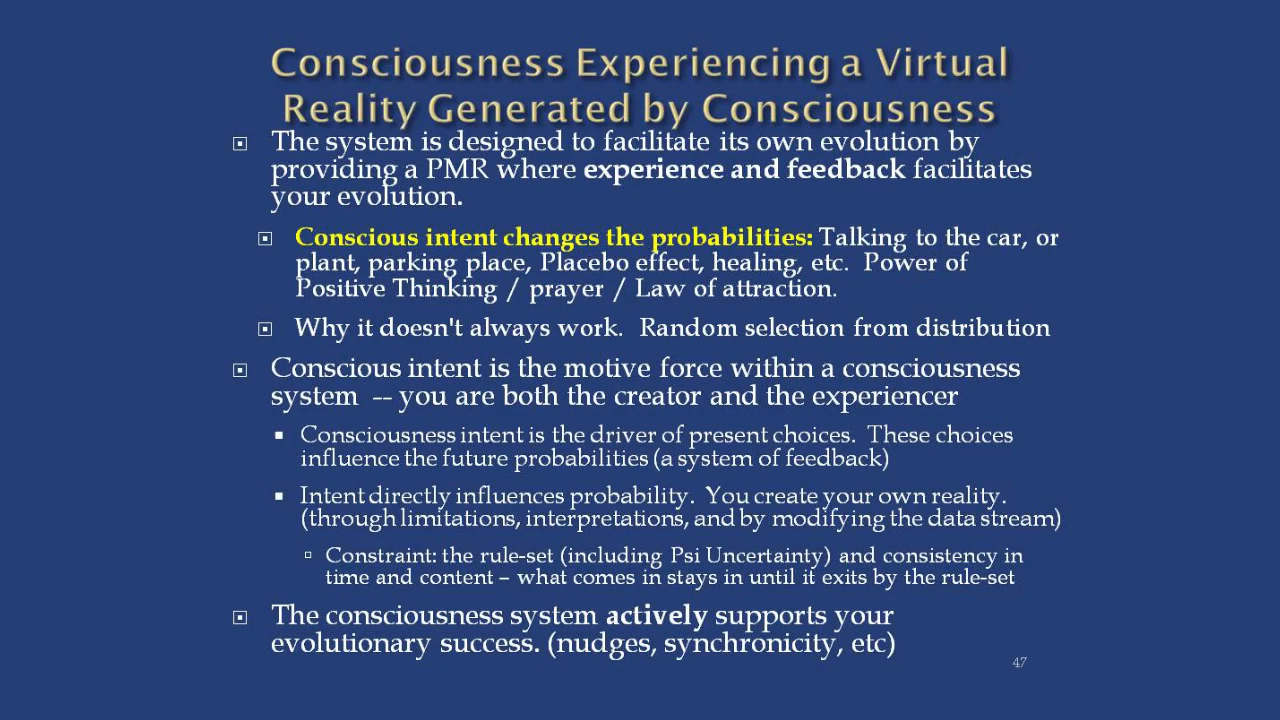 Consciousness Experiencing a Virtual
Reality Generated by Consciousness
The system is designed to facilitate its own evolution by
providing a PMR where experience and feedback facilitates
your evolution.
Conscious intent changes the probabilities: Talking to the car, or
plant, parking place, Placebo effect, healing, etc.  Power of
Positive Thinking / prayer / Law of attraction.
Why it doesn't always work.  Random selection from distribution
Conscious intent is the motive force within a consciousness
system  -- you are both the creator and the experiencer
Consciousness intent is the driver of present choices.  These choices
influence the future probabilities (a system of feedback)
Intent directly influences probability.  You create your own reality.
(through limitations, interpretations, and by modifying the data stream)
Constraint: the rule-set (including Psi Uncertainty) and consistency in
time and content – what comes in stays in until it exits by the rule-set
The consciousness system actively supports your
evolutionary success. (nudges, synchronicity, etc)
47